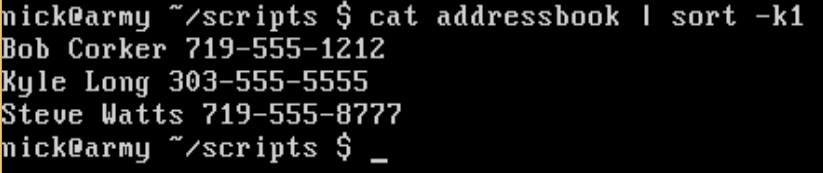 nick@army ~/scripts $ cat addressbook | sort -k1
Bob Corker 719-555-1212
Kyle Long 303-555-5555
Steve Watts 719-555-8777
nick@army ~/scripts $ _